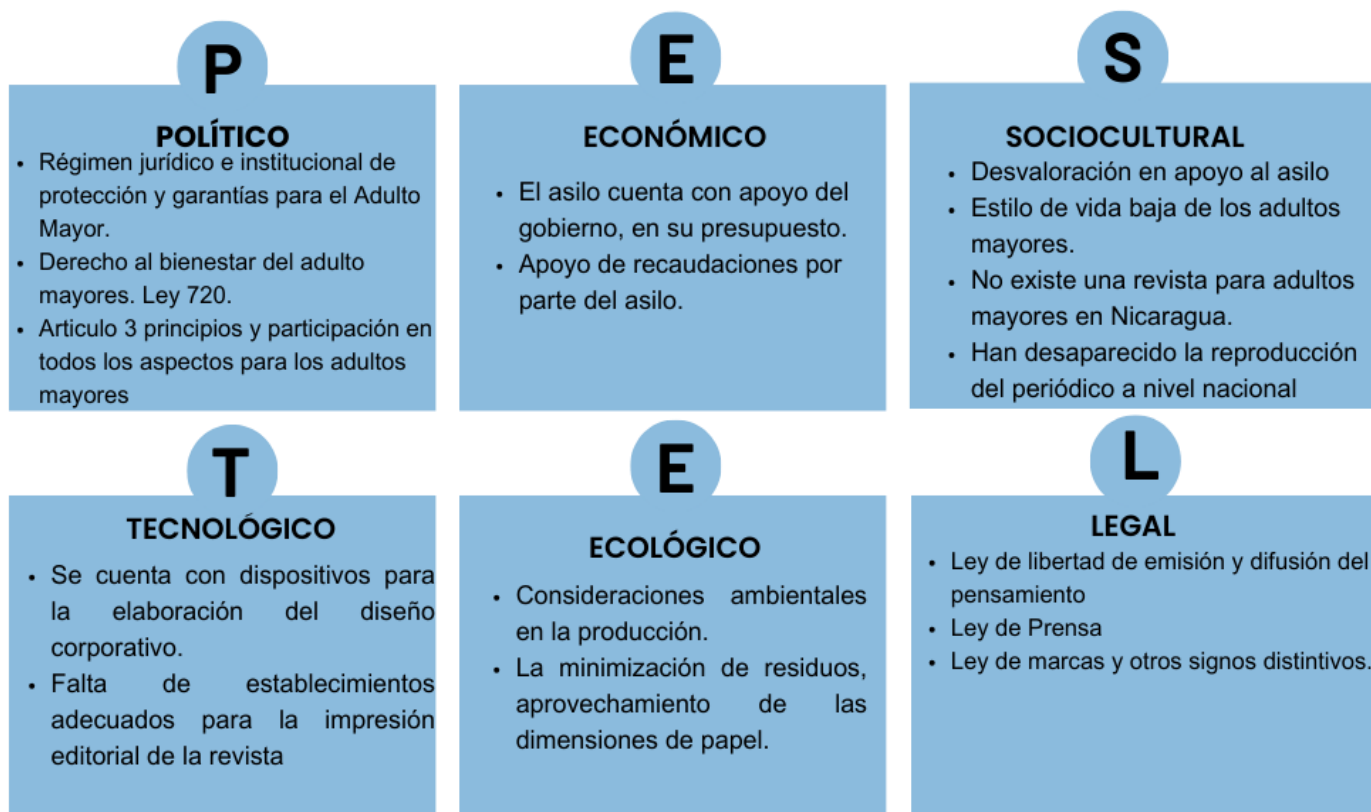 P
POLÍTICO
• Régimen jurídico e institucional de
protección y garantías para el Adulto
Mayor.
• Derecho al bienestar del adulto
mayores. Ley 720.
• Articulo 3 principios y participación en
todos los aspectos para los adultos
mayores
E
ECONÓMICO
• El asilo cuenta con apoyo del
gobierno, en su presupuesto.
• Apoyo de recaudaciones por
parte del asilo.
S
SOCIOCULTURAL
• Desvaloración en apoyo al asilo
• Estilo de vida baja de los adultos
mayores.
• No existe una revista para adultos
mayores en Nicaragua.
• Han desaparecido la reproducción
del periódico a nivel nacional
T
TECNOLÓGICO
• Se cuenta con dispositivos para
la elaboración del diseño
corporativo.
• Falta de establecimientos
adecuados para la impresión
editorial de la revista
E
ECOLÓGICO
• Consideraciones ambientales
en la producción.
• La minimización de residuos,
aprovechamiento de las
dimensiones de papel.
L
LEGAL
• Ley de libertad de emisión y difusión del
pensamiento
• Ley de Prensa
• Ley de marcas y otros signos distintivos.